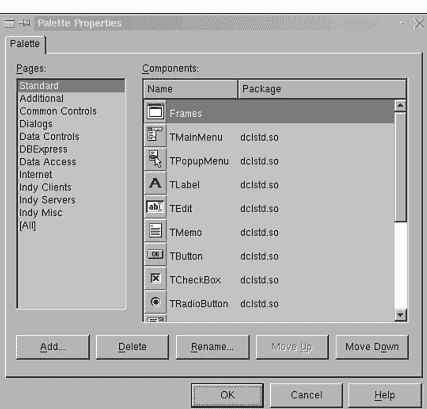 Palette Properties
Palette
Pages:
Standard
Additional
Common Controls
Dialogs
Data Controls
DBExpress
Data Access
Internet
Indy Clients
Indy Servers
Indy Misc
[All]
Components:
Name Package
Frames
TMainMenu dclstd.so
TPopupMenu dclstd.so
A TLabel dclstd.so
ab TEdit dclstd.so
TMemo dclstd.so
OK TButton dclstd.so
TCheckBox dclstd.so
TRadioButton dclstd.so
Add... Delete Rename... Move Up Move Down
OK Cancel Help